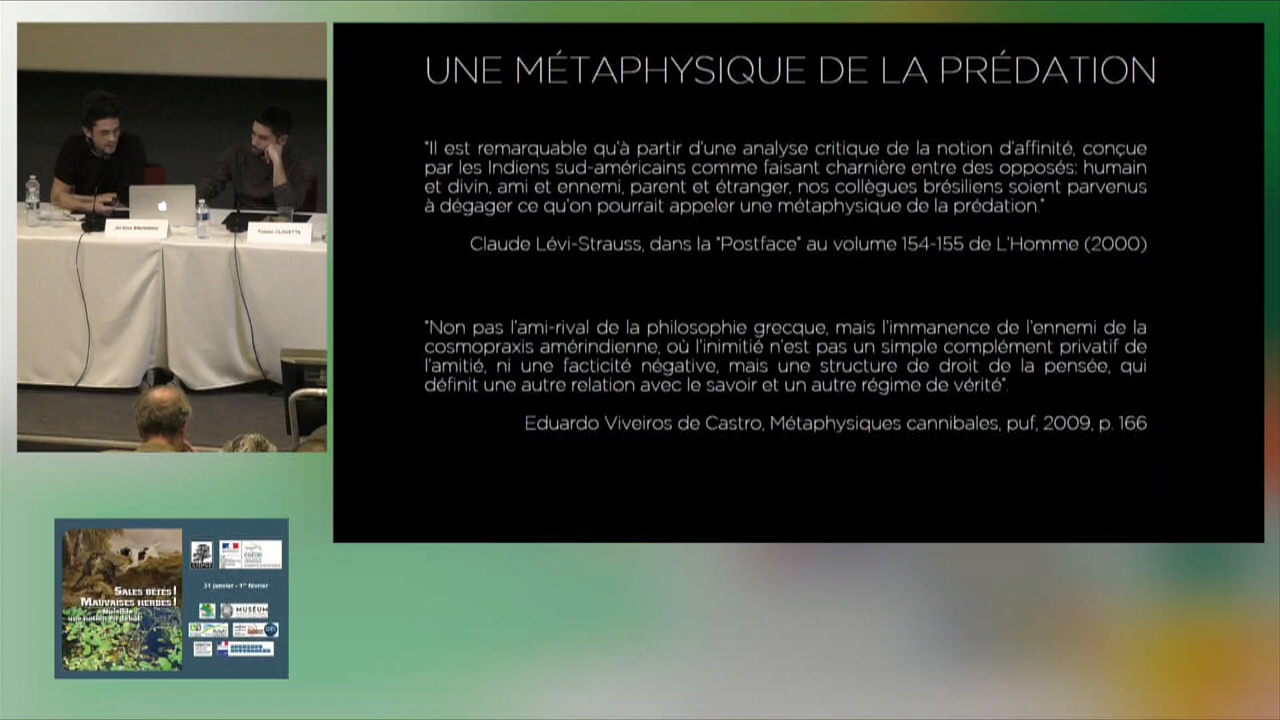 UNE MÉTAPHYSIQUE DE LA PRÉDATION
"Il est remarquable qu'à partir d'une analyse critique de la notion d'affinité, conçue
par les Indiens sud-américains comme faisant charnière entre des opposés: humain
et divin, ami et ennemi, parent et étranger, nos collègues brésiliens soient parvenus
à dégager ce qu'on pourrait appeler une métaphysique de la prédation."
Claude Lévi-Strauss, dans la "Postface" au volume 154-155 de L'Homme (2000)
"Non pas l'ami-rival de la philosophie grecque, mais l'immanence de l'ennemi de la
cosmopraxis amérindienne, où l'inimitié n'est pas un simple complément privatif de
l'amitié, ni une facticité négative, mais une structure de droit de la pensée, qui
définit une autre relation avec le savoir et un autre régime de vérité".
Eduardo Viveiros de Castro, Métaphysiques cannibales, puf, 2009, p. 166
SALES BÊTES!
MAUVAISES HERBES!
31 janvier - 1er février
MUSÉUM